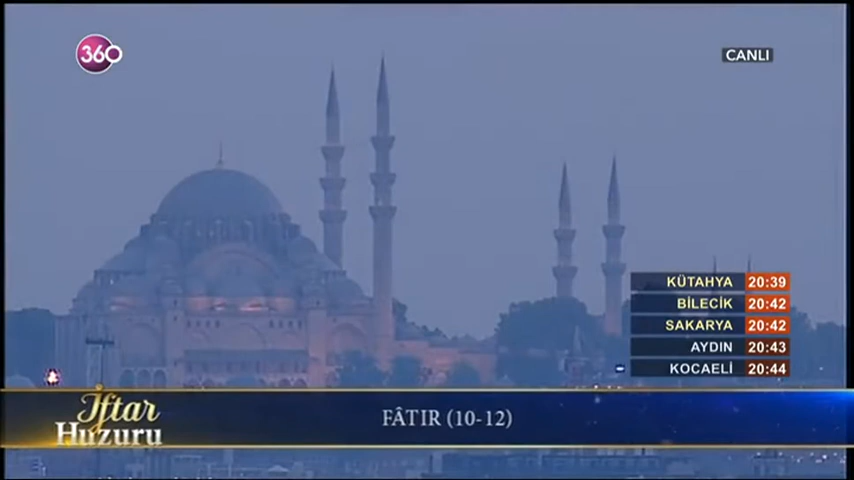 360
CANLI
KÜTAHYA 20:39
BİLECİK 20:42
SAKARYA 20:42
AYDIN 20:43
KOCAELİ 20:44
İftar
Huzuru
FÂTIR (10-12)